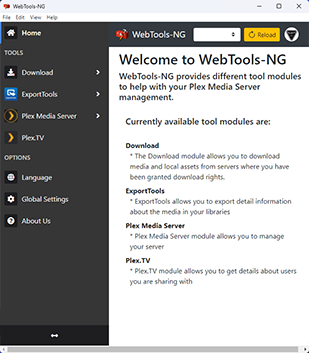 WebTools-NG
File Edit View Help
Home
WebTools-NG
Reload
TOOLS
Download
ExportTools
Plex Media Server
Plex.TV
OPTIONS
Language
Global Settings
About Us
Welcome to WebTools-NG
WebTools-NG provides different tool modules
to help with your Plex Media Server
management.
Currently available tool modules are:
Download
* The Download module allows you to download
media and local assets from servers where you have
been granted download rights.
ExportTools
* ExportTools allows you to export detail information
about the media in your libraries
Plex Media Server
* Plex Media Server module allows you to manage
your server
Plex.TV
* Plex.TV module allows you to get details about users
you are sharing with